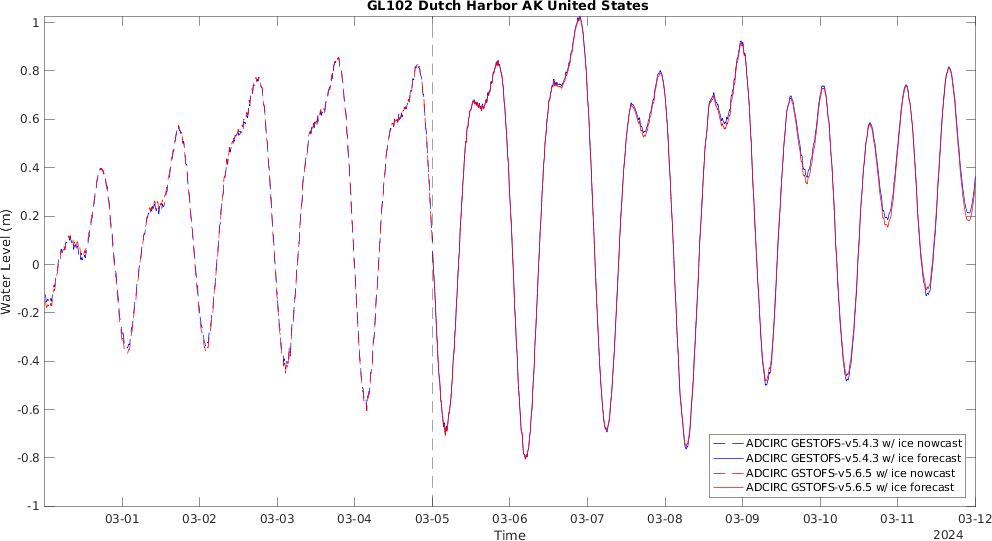 GL102 Dutch Harbor AK United States
1
0.8
0.6
0.4
0.2
0
-0.2
-0.4
-0.6
-0.8
-1
Water Level (m)
ADCIRC GESTOFS-v5.4.3 w/ ice nowcast
ADCIRC GESTOFS-v5.4.3 w/ ice forecast
ADCIRC GSTOFS-v5.6.5 w/ ice nowcast
ADCIRC GSTOFS-v5.6.5 w/ ice forecast
03-01 03-02 03-03 03-04 03-05 03-06 03-07 03-08 03-09 03-10 03-11 03-12
Time
2024